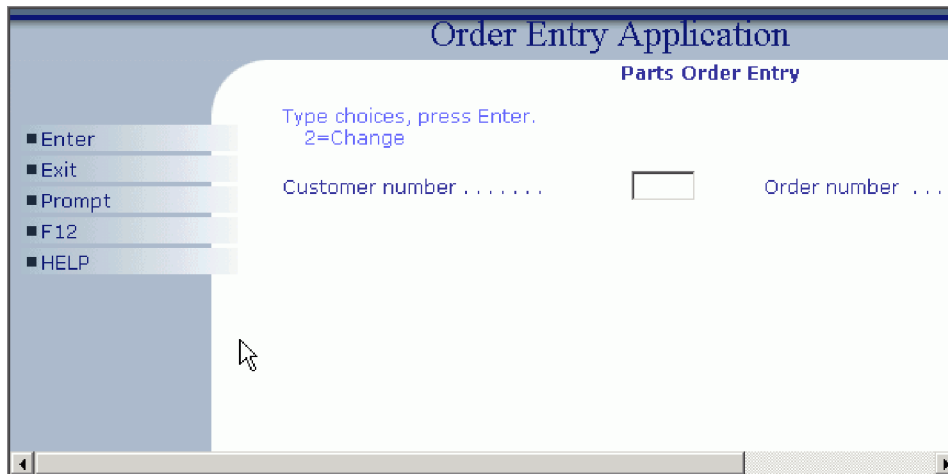 Order Entry Application
Parts Order Entry
Type choices, press Enter.
2=Change
Customer number . . . . . . . Order number . . .
Enter
Exit
Prompt
F12
HELP